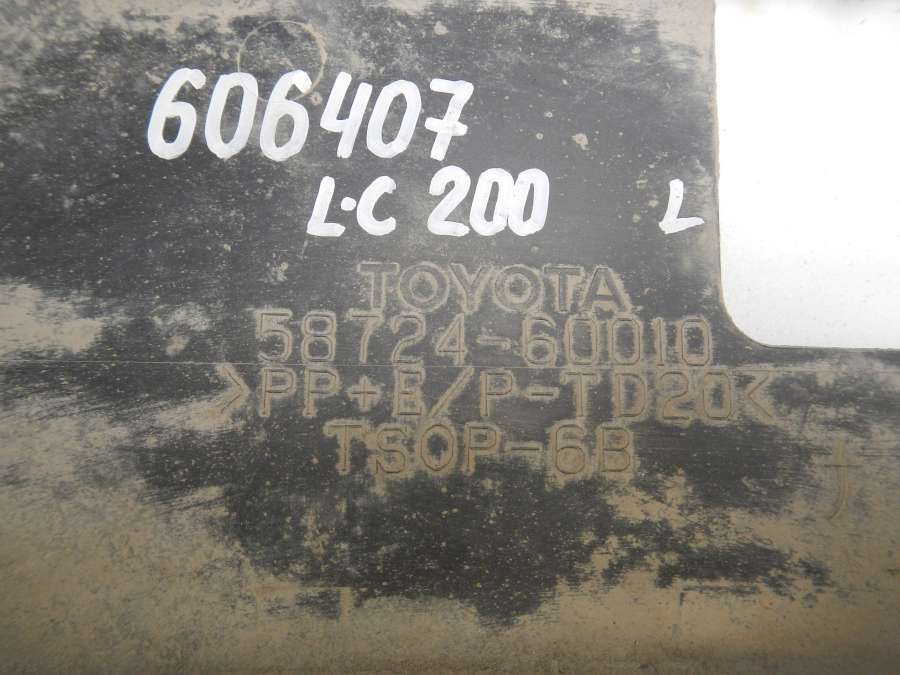 606407
L·C 200 L
TOYOTA
58724-60010
>PP+E/P-TD20<
TSOP-6B